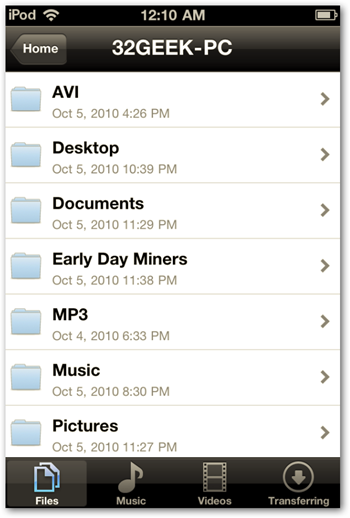 iPod 12:10 AM
Home 32GEEK-PC
AVI
Oct 5, 2010 4:26 PM
Desktop
Oct 5, 2010 10:39 PM
Documents
Oct 5, 2010 11:29 PM
Early Day Miners
Oct 5, 2010 11:38 PM
MP3
Oct 4, 2010 6:33 PM
Music
Oct 5, 2010 8:30 PM
Pictures
Oct 5, 2010 11:27 PM
Files Music Videos Transferring